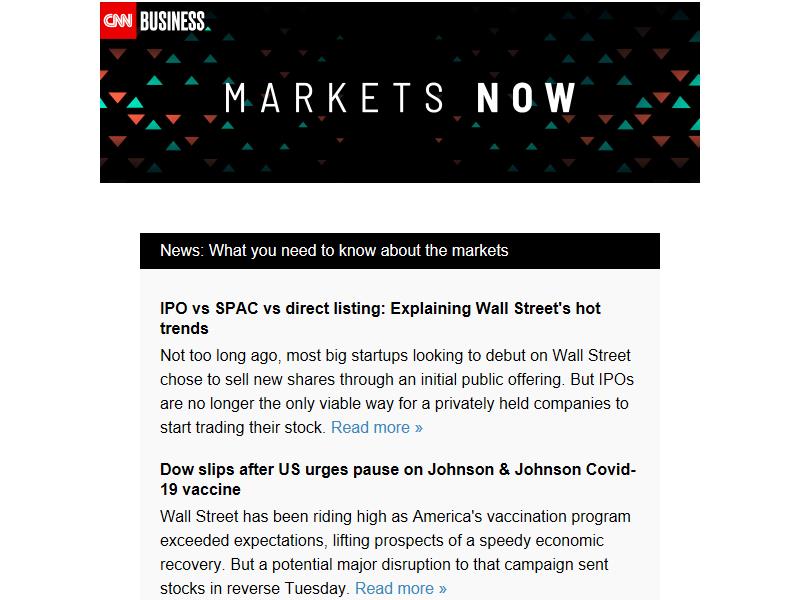 CNN BUSINESS
MARKETS NOW
News: What you need to know about the markets
IPO vs SPAC vs direct listing: Explaining Wall Street's hot
trends
Not too long ago, most big startups looking to debut on Wall Street
chose to sell new shares through an initial public offering. But IPOs
are no longer the only viable way for a privately held companies to
start trading their stock. Read more »
Dow slips after US urges pause on Johnson & Johnson Covid-
19 vaccine
Wall Street has been riding high as America's vaccination program
exceeded expectations, lifting prospects of a speedy economic
recovery. But a potential major disruption to that campaign sent
stocks in reverse Tuesday. Read more »